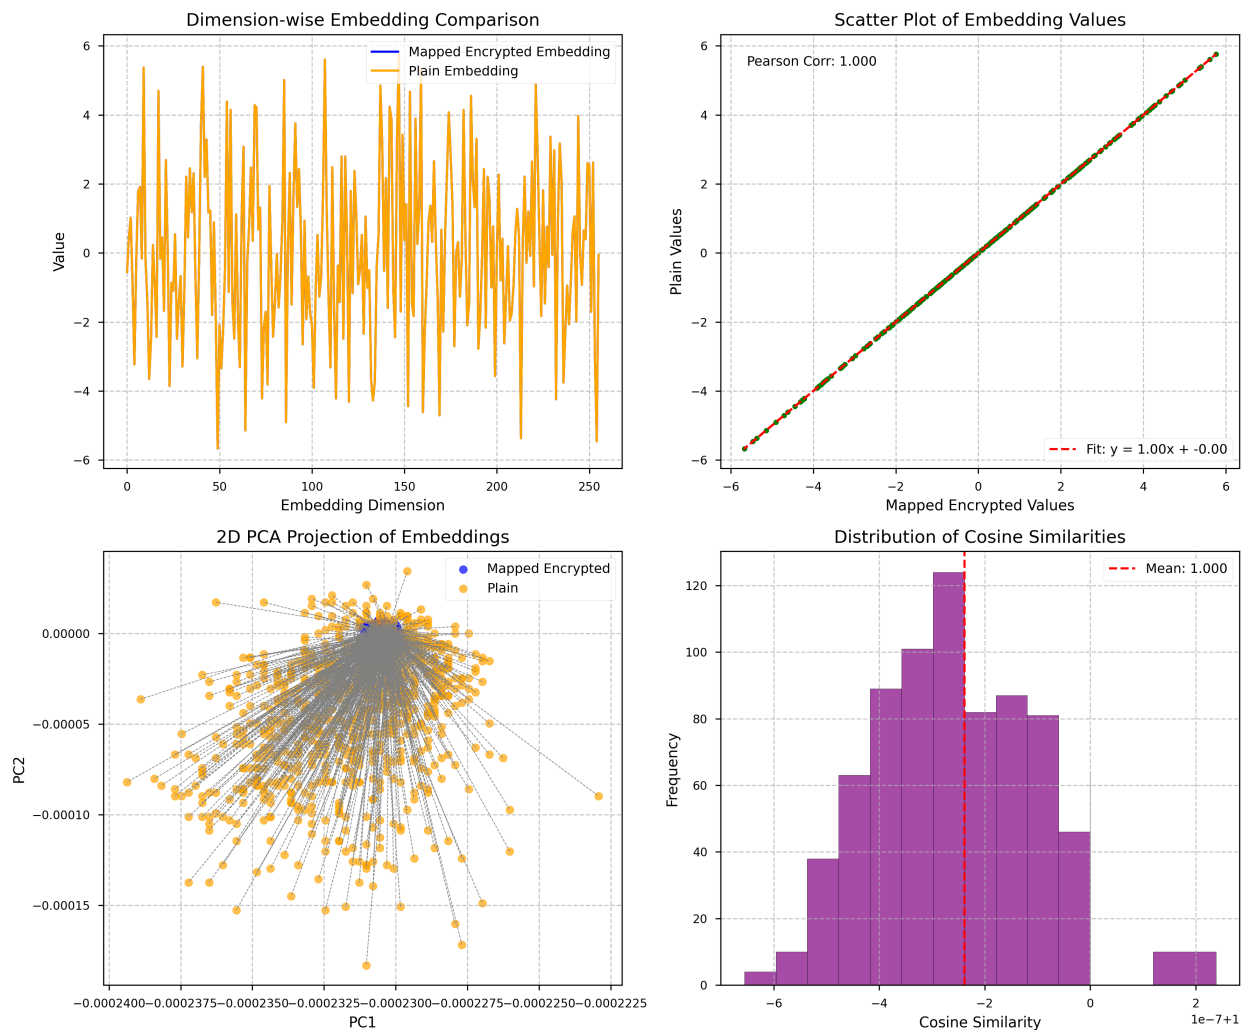 Dimension-wise Embedding Comparison
Mapped Encrypted Embedding
Plain Embedding
6
4
2
0
−2
−4
−6
Value
0 50 100 150 200 250
Embedding Dimension
Scatter Plot of Embedding Values
Pearson Corr: 1.000
6
4
2
0
−2
−4
−6
Plain Values
Fit: y = 1.00x + -0.00
−6 −4 −2 0 2 4 6
Mapped Encrypted Values
2D PCA Projection of Embeddings
Mapped Encrypted
Plain
0.00000
−0.00005
−0.00010
−0.00015
PC2
−0.0002400 −0.0002375 −0.0002350 −0.0002325 −0.0002300 −0.0002275 −0.0002250 −0.0002225
PC1
Distribution of Cosine Similarities
Mean: 1.000
120
100
80
60
40
20
0
Frequency
−6 −4 −2 0 2
1e−7+1
Cosine Similarity